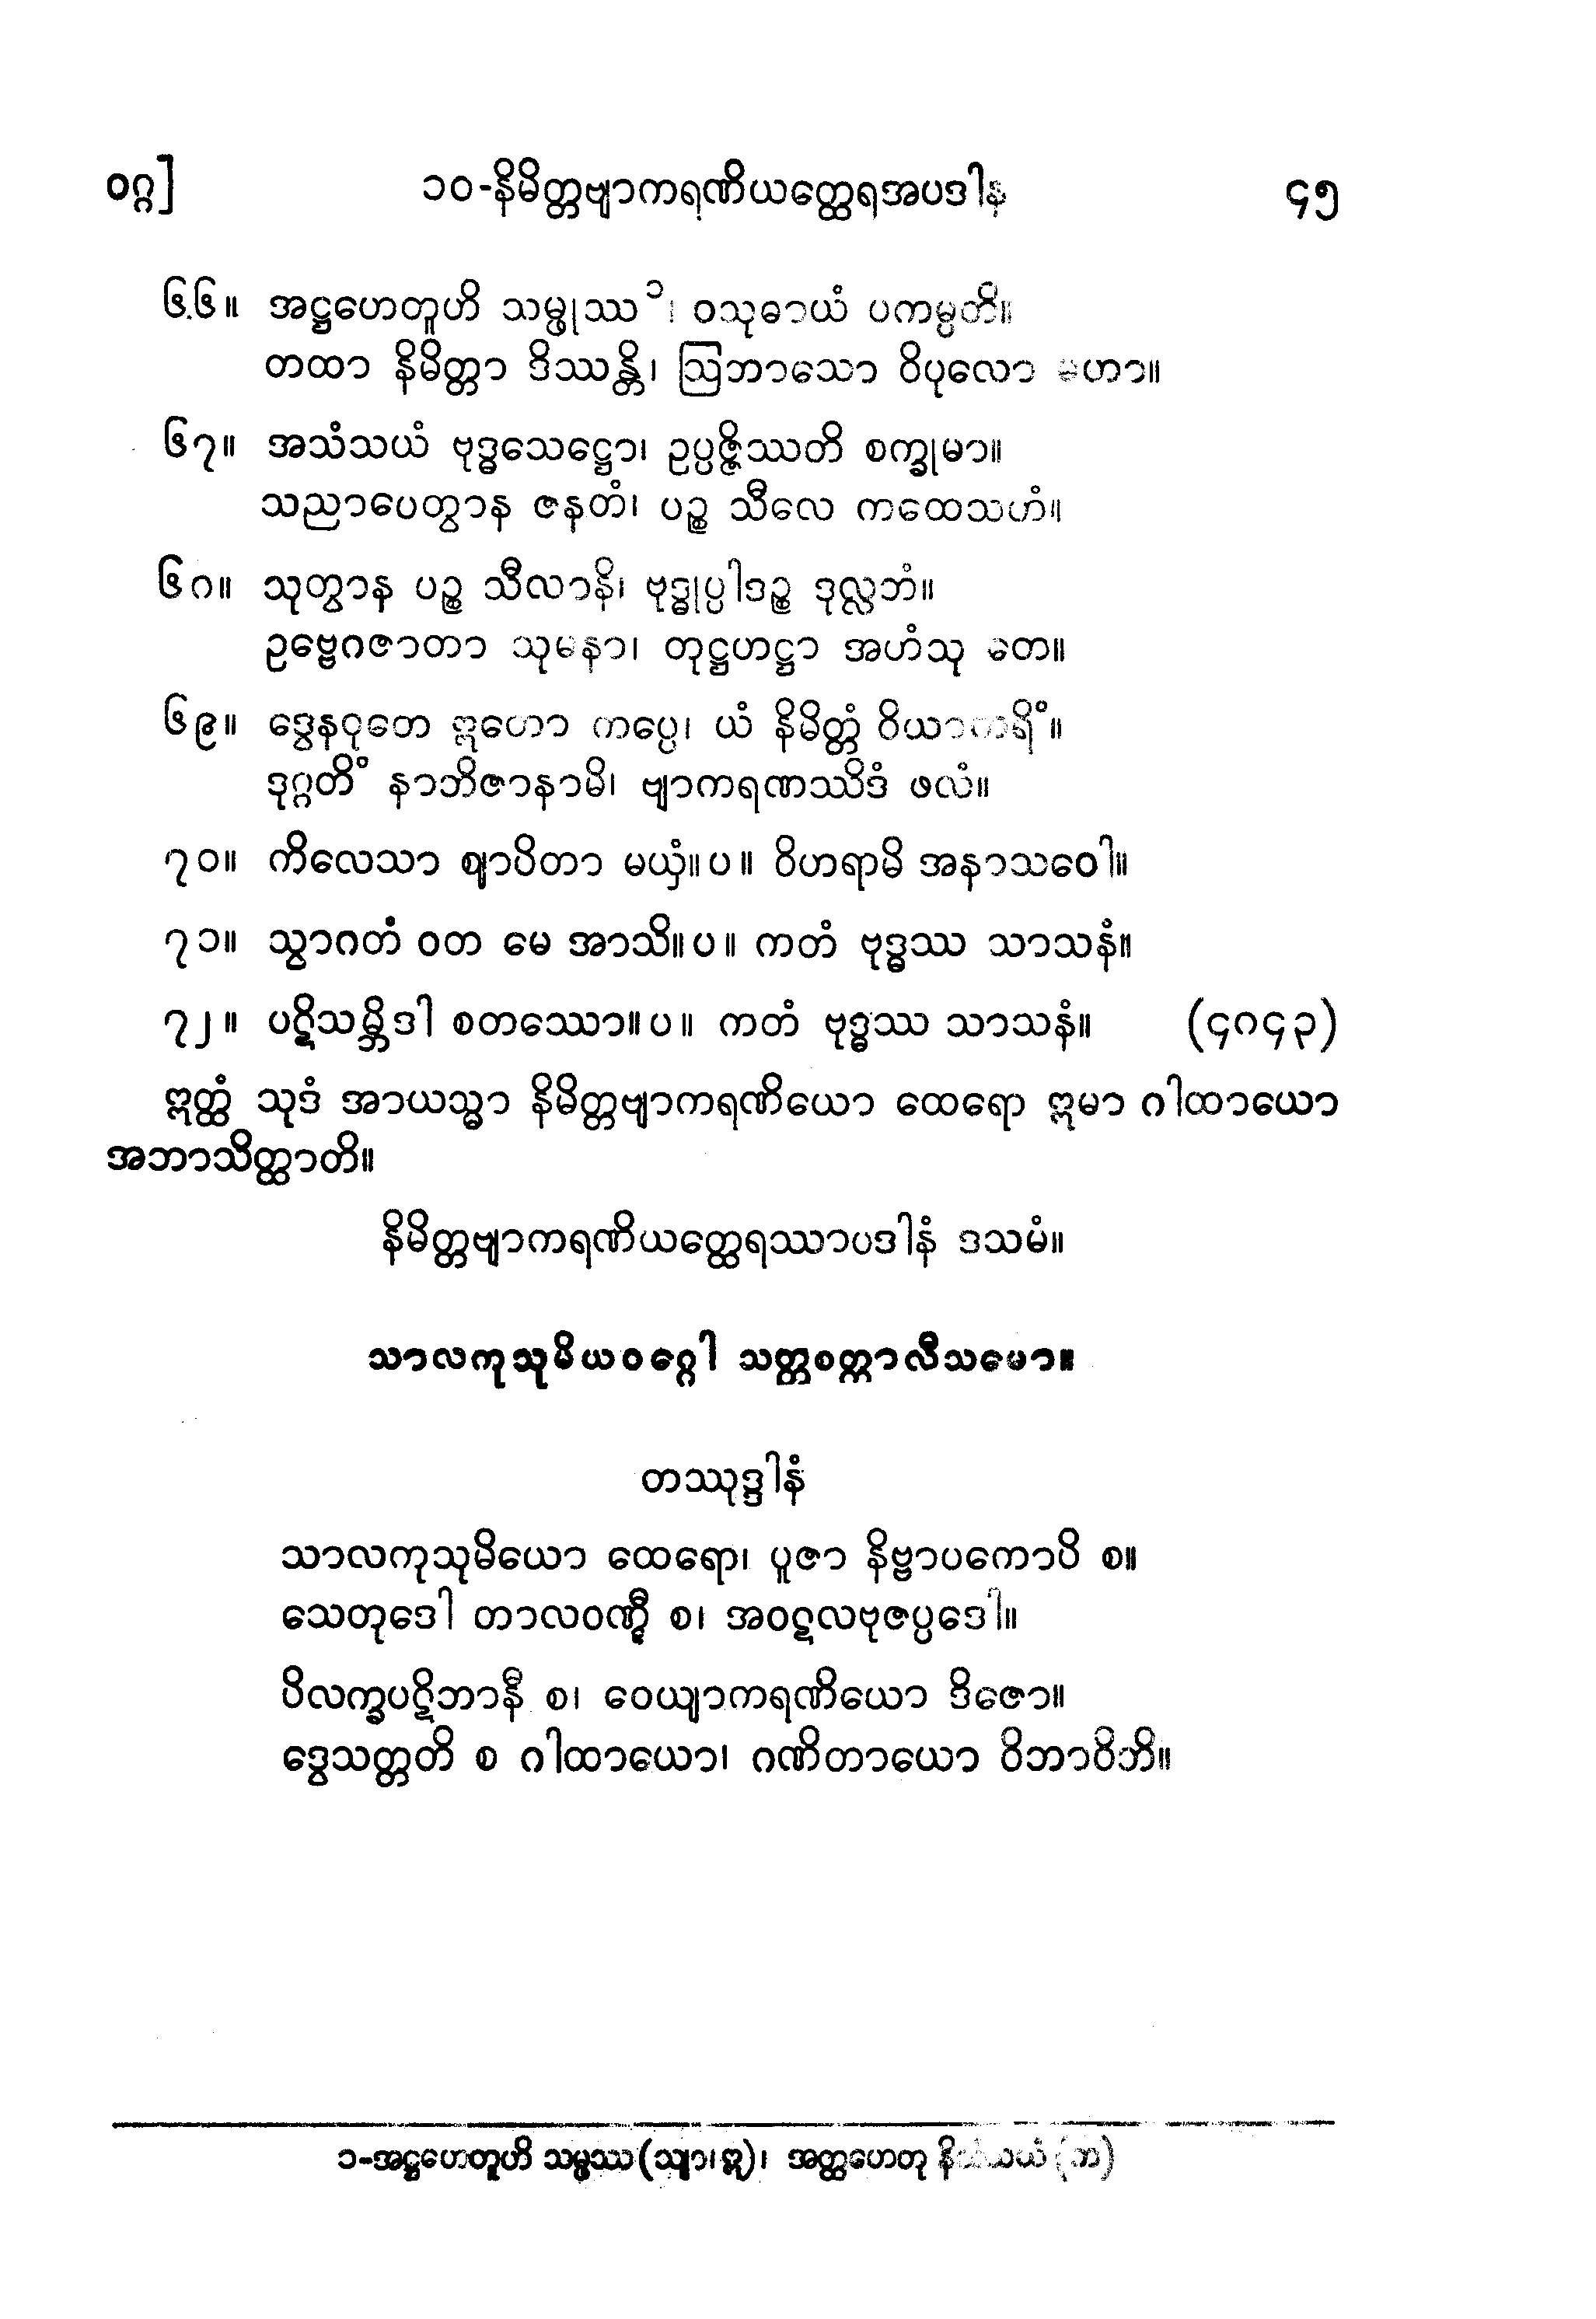 ၀ဂ္ဂ] ၁၀-နိမိတ္တဗျာကရဏိယတ္ထေရအပဒါန ၄၅
၆၆။ အဋ္ဌဟေတူဟိ သမ္ဖုဿ ၁၊ ဝသုဓာယံ ပကမ္ပတိ။
တထာ နိမိတ္တာ ဒိဿန္တိ၊ ဩဘာသော ဝိပုလော မဟာ။
၆၇။ အသံသယံ ဗုဒ္ဓသေဋ္ဌော၊ ဥပ္ပဇ္ဇိဿတိ စက္ခုမာ။
သညာပေတွာန ဇနတံ၊ ပဉ္စ သီလေ ကထေသဟံ။
၆၈။ သုတွာန ပဉ္စ သီလာနိ၊ ဗုဒ္ဓုပ္ပါဒဉ္စ ဒုလ္လဘံ။
ဥဗ္ဗေဂဇာတာ သုမနာ၊ တုဋ္ဌဟဋ္ဌာ အဟံသု တေ။
၆၉။ ဒွေနဝုတေ ဣတော ကပ္ပေ၊ ယံ နိမိတ္တံ ဝိယာကရိံ။
ဒုဂ္ဂတိံ နာဘိဇာနာမိ၊ ဗျာကရဏဿိဒံ ဖလံ။
၇၀။ ကိလေသာ ဈာပိတာ မယှံ။ပ။ ဝိဟရာမိ အနာသဝေါ။
၇၁။ သွာဂတံ ဝတ မေ အာသိ။ပ။ ကတံ ဗုဒ္ဓဿ သာသနံ။
၇၂။ ပဋိသမ္ဘိဒါ စတဿော။ပ။ ကတံ ဗုဒ္ဓဿ သာသနံ။ (၄၈၄၃)
ဣတ္ထံ သုဒံ အာယသ္မာ နိမိတ္တဗျာကရဏိယော ထေရော ဣမာ ဂါထာယော
အဘာသိတ္ထာတိ။
နိမိတ္တဗျာကရဏိယတ္ထေရဿာပဒါနံ ဒသမံ။
သာလကုသုမိယဝဂ္ဂေါ သတ္တစတ္တာလီသမော။
တဿုဒ္ဒါနံ
သာလကုသုမိယော ထေရော၊ ပူဇာ နိဗ္ဗာပကောပိ စ။
သေတုဒေါ တာလဝဏ္ဋီ စ၊ အဝဋလဗုဇပ္ပဒေါ။
ပိလက္ခပဋိဘာနီ စ၊ ဝေယျာကရဏိယော ဒိဇော။
ဒွေသတ္တတိ စ ဂါထာယော၊ ဂဏိတာယော ဝိဘာဝိဘိ။
၁-အဋ္ဌဟေတူဟိ သမ္ဖဿ (သျာ၊ ဣ)၊ အတ္ထဟေတု (က)